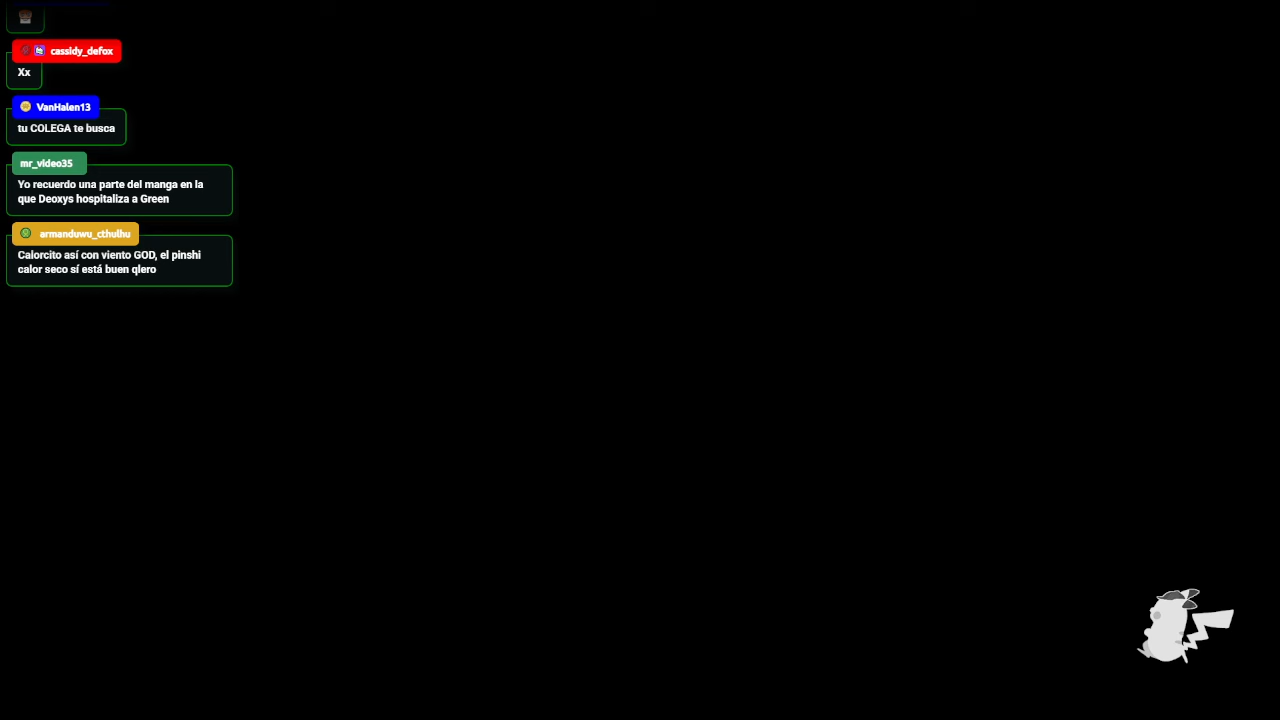 cassidy_defox
Xx
VanHalen13
tu COLEGA te busca
mr_video35
Yo recuerdo una parte del manga en la
que Deoxys hospitaliza a Green
armanduwu_cthulhu
Calorcito así con viento GOD, el pinshi
calor seco sí está buen qlero